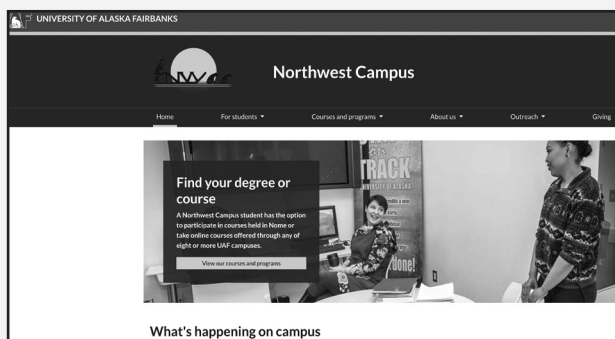 UNIVERSITY OF ALASKA FAIRBANKS
nwc
Northwest Campus
Home For students Courses and programs About us Outreach Giving
TRACK
UNIVERSITY OF ALASKA
Find your degree or
course
A Northwest Campus student has the option
to participate in courses held in Nome or
take online courses offered through any of
eight or more UAF campuses.
View our courses and programs
done!
What's happening on campus